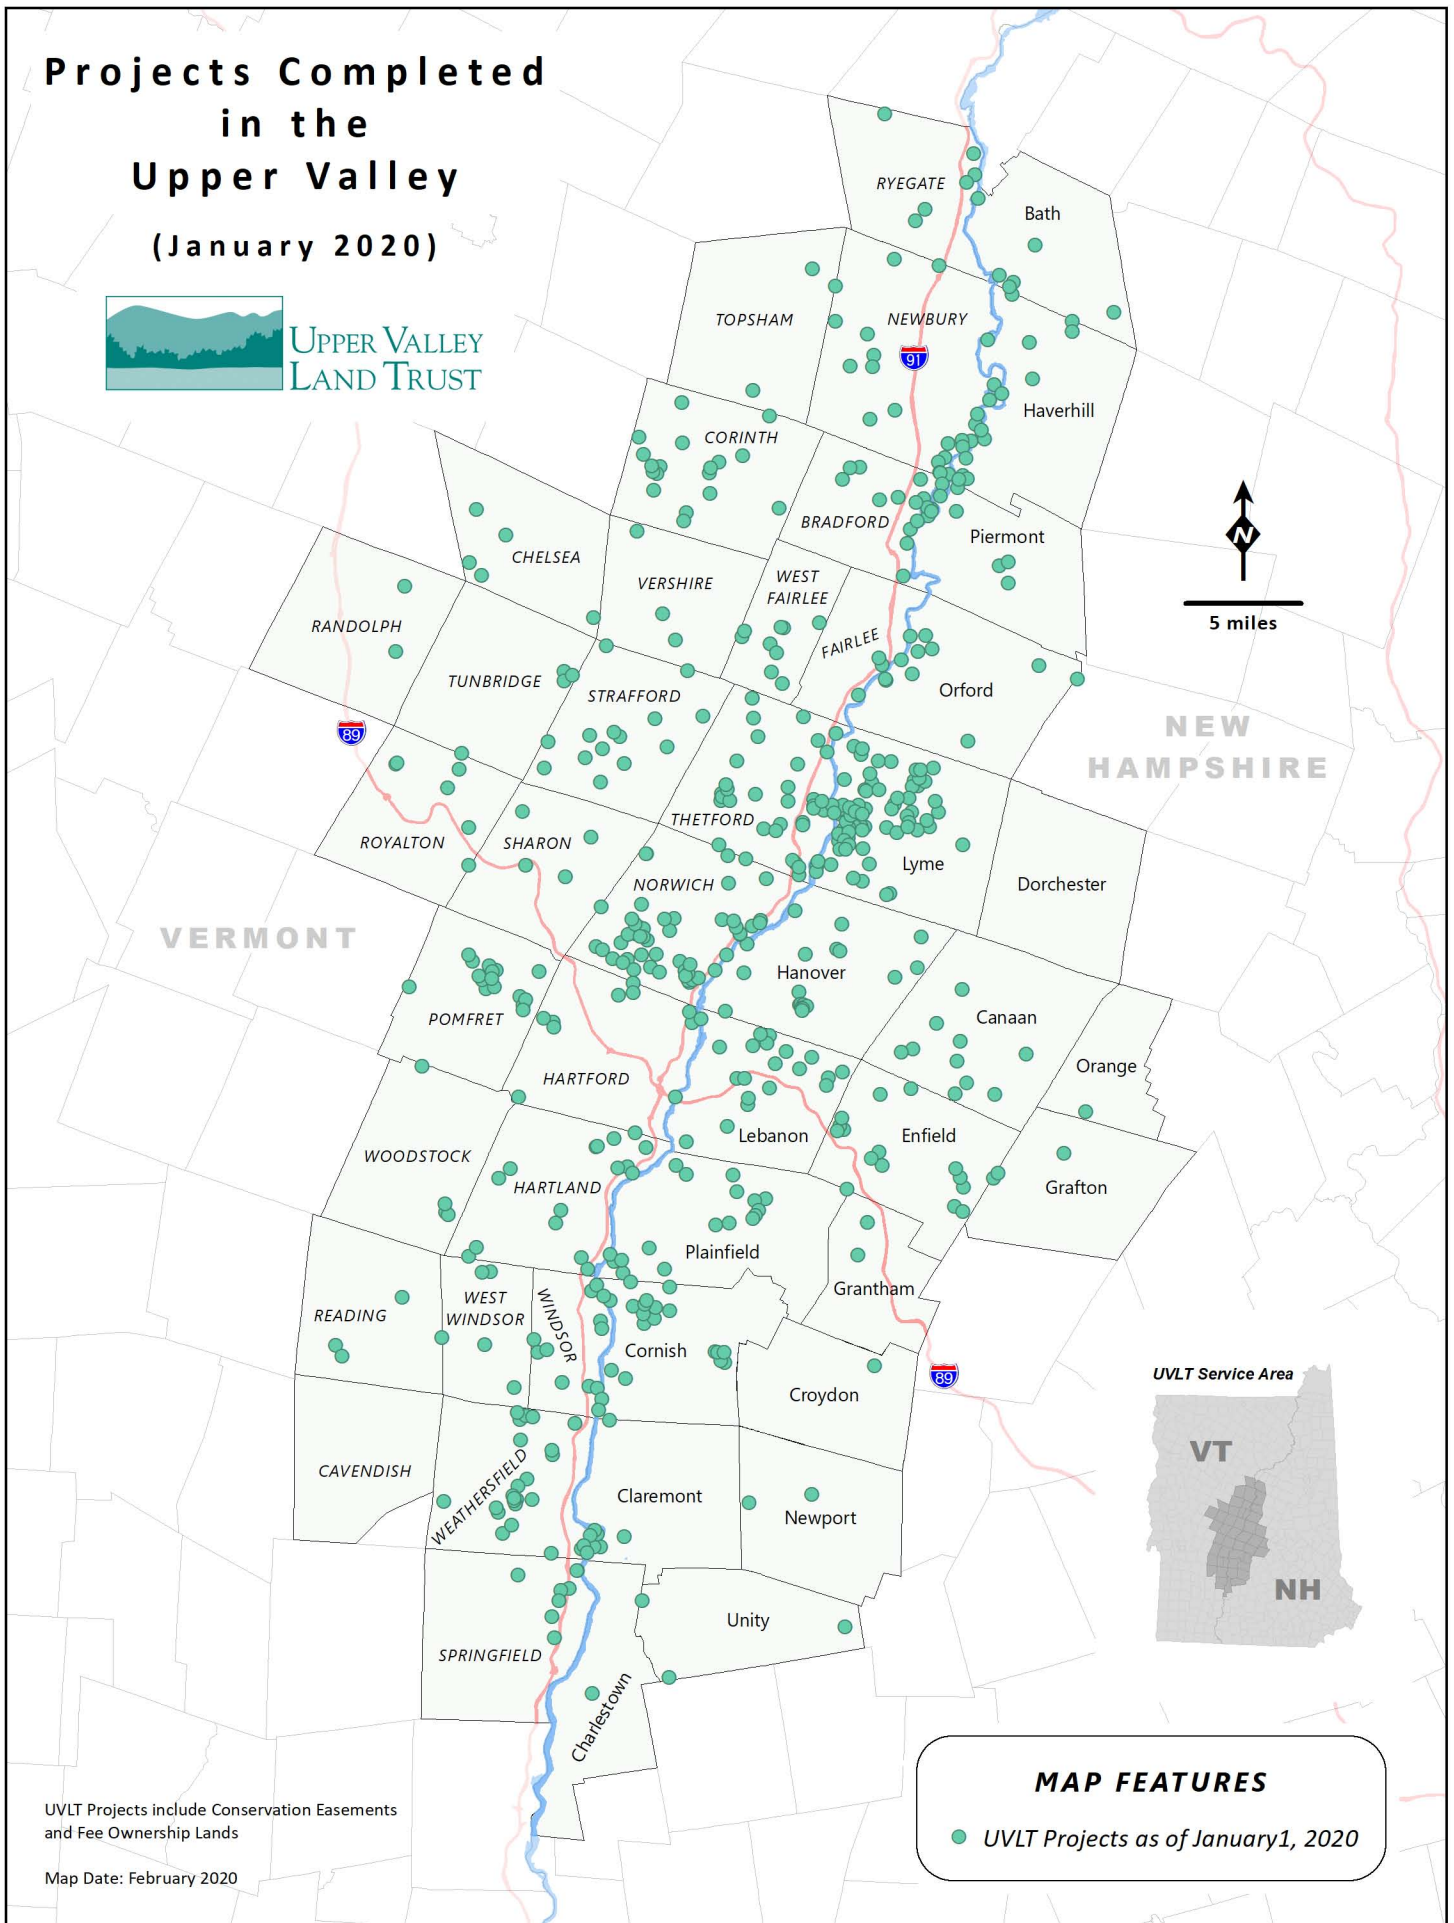 Projects Completed
in the
Upper Valley
(January 2020)
UPPER VALLEY
LAND TRUST
RYEGATE
Bath
TOPSHAM
NEWBURY
91
Haverhill
CORINTH
BRADFORD
Piermont
CHELSEA
VERSHIRE
WEST
FAIRLEE
N
5 miles
RANDOLPH
FAIRLEE
TUNBRIDGE
STRAFFORD
Orford
89
NEW
HAMPSHIRE
THETFORD
ROYALTON
SHARON
Lyme
NORWICH
Dorchester
VERMONT
Hanover
POMFRET
Canaan
HARTFORD
Orange
Lebanon
Enfield
WOODSTOCK
HARTLAND
Grafton
Plainfield
Grantham
READING
WEST
WINDSOR
WINDSOR
Cornish
89
Croydon
UVLT Service Area
VT
NH
CAVENDISH
WEATHERSFIELD
Claremont
Newport
Unity
SPRINGFIELD
Charlestown
MAP FEATURES
UVLT Projects as of January1, 2020
UVLT Projects include Conservation Easements
and Fee Ownership Lands
Map Date: February 2020